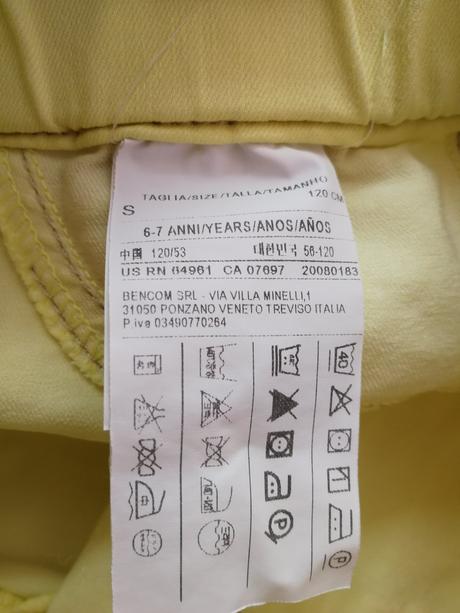 TAGLIA/SIZE/TALLA/TAMANHO
S 120 CM
6-7 ANNI/YEARS/ANOS/AÑOS
中国 120/53 대한민국 56-120
US RN 64961 CA 07697 20080183
BENCOM SRL - VIA VILLA MINELLI,1
31050 PONZANO VENETO TREVISO ITALIA
P.iva 03490770264
40
中
P
P